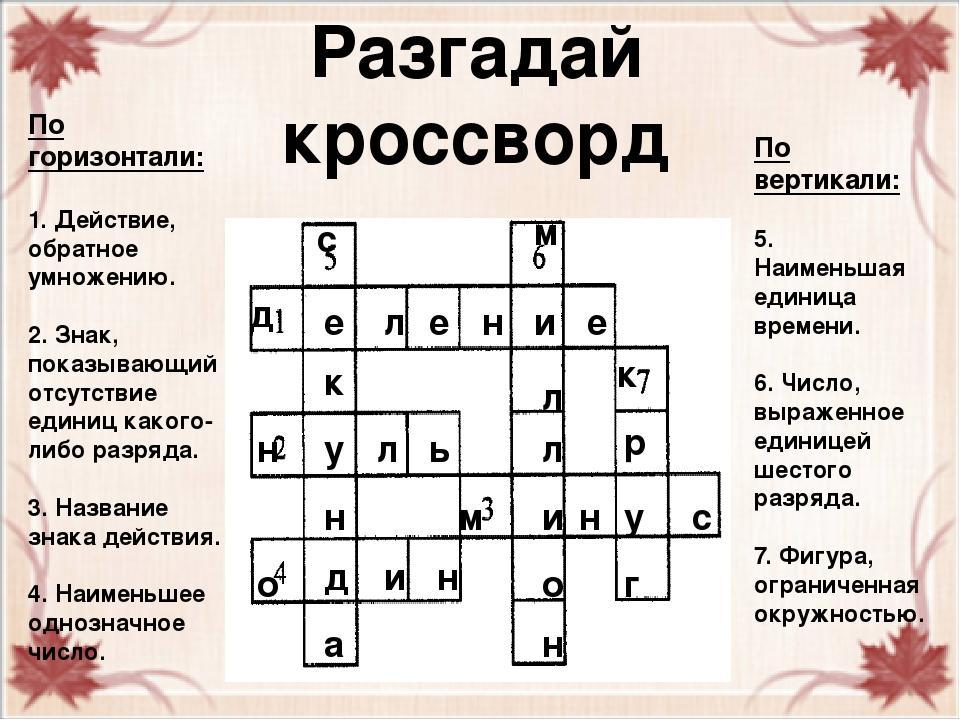 Разгадай
кроссворд
По
горизонтали:
1. Действие,
обратное
умножению.
2. Знак,
показывающий
отсутствие
единиц какого-
либо разряда.
3. Название
знака действия.
4. Наименьшее
однозначное
число.
с 5 м 6
д 1 е л е н и е
к л к 7
н 2 у л ь л р
н м 3 и н у с
о 4 д и н о г
а н
По
вертикали:
5.
Наименьшая
единица
времени.
6. Число,
выраженное
единицей
шестого
разряда.
7. Фигура,
ограниченная
окружностью.